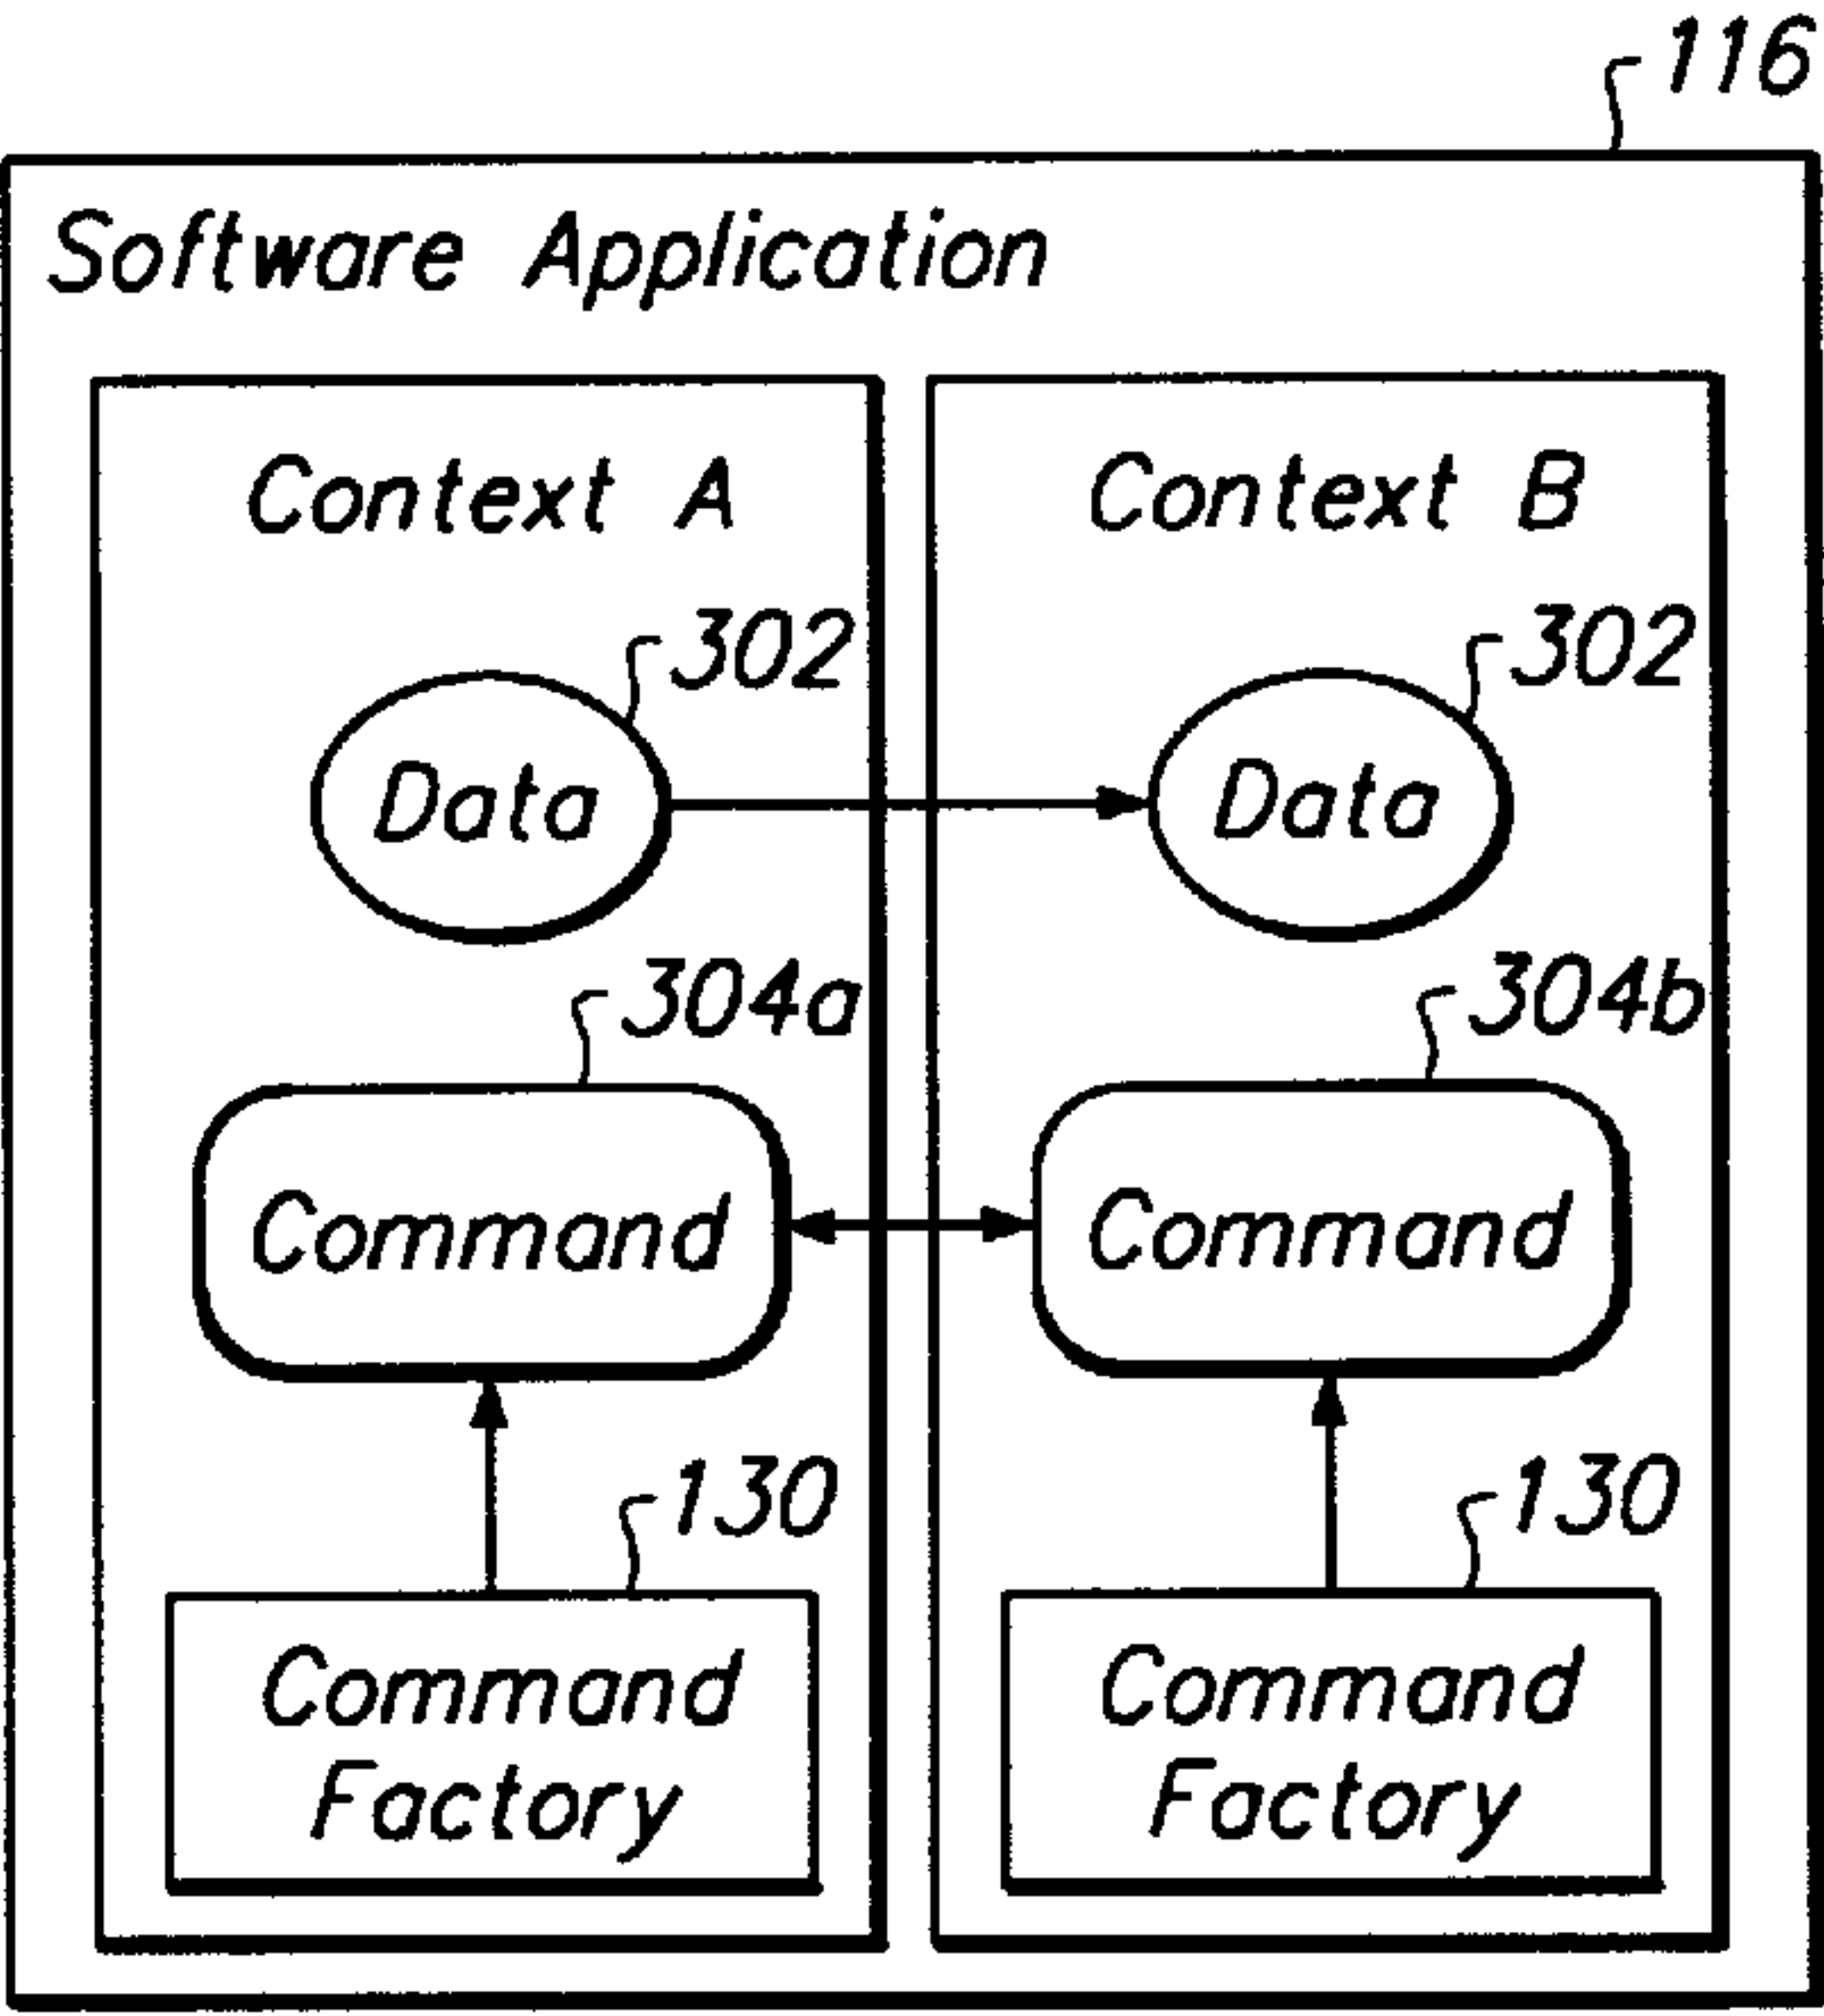 116
Software Application
Context A
302
Data
304a
Command
130
Command
Factory
Context B
302
Data
304b
Command
130
Command
Factory